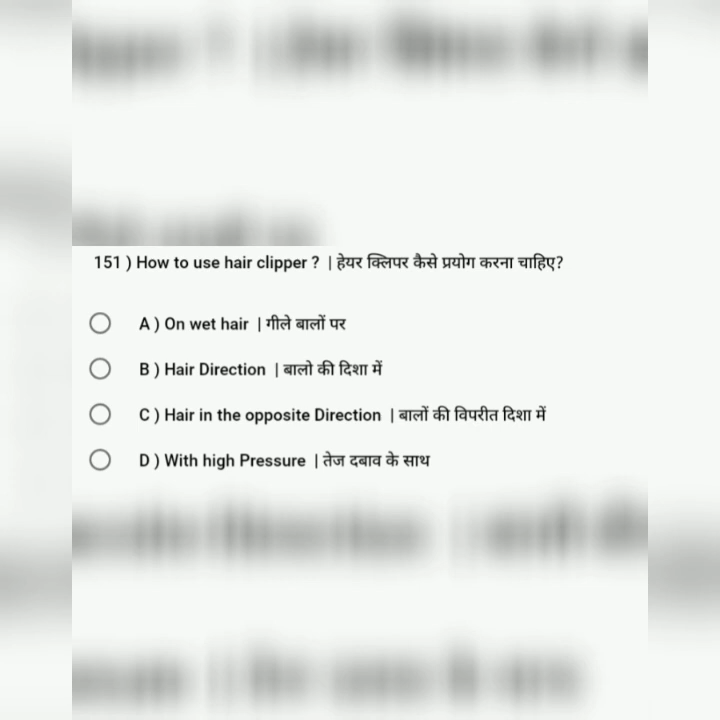 151 ) How to use hair clipper ? | हेयर क्लिपर कैसे प्रयोग करना चाहिए?
A ) On wet hair | गीले बालों पर
B ) Hair Direction | बालो की दिशा में
C ) Hair in the opposite Direction | बालों की विपरीत दिशा में
D ) With high Pressure | तेज दबाव के साथ